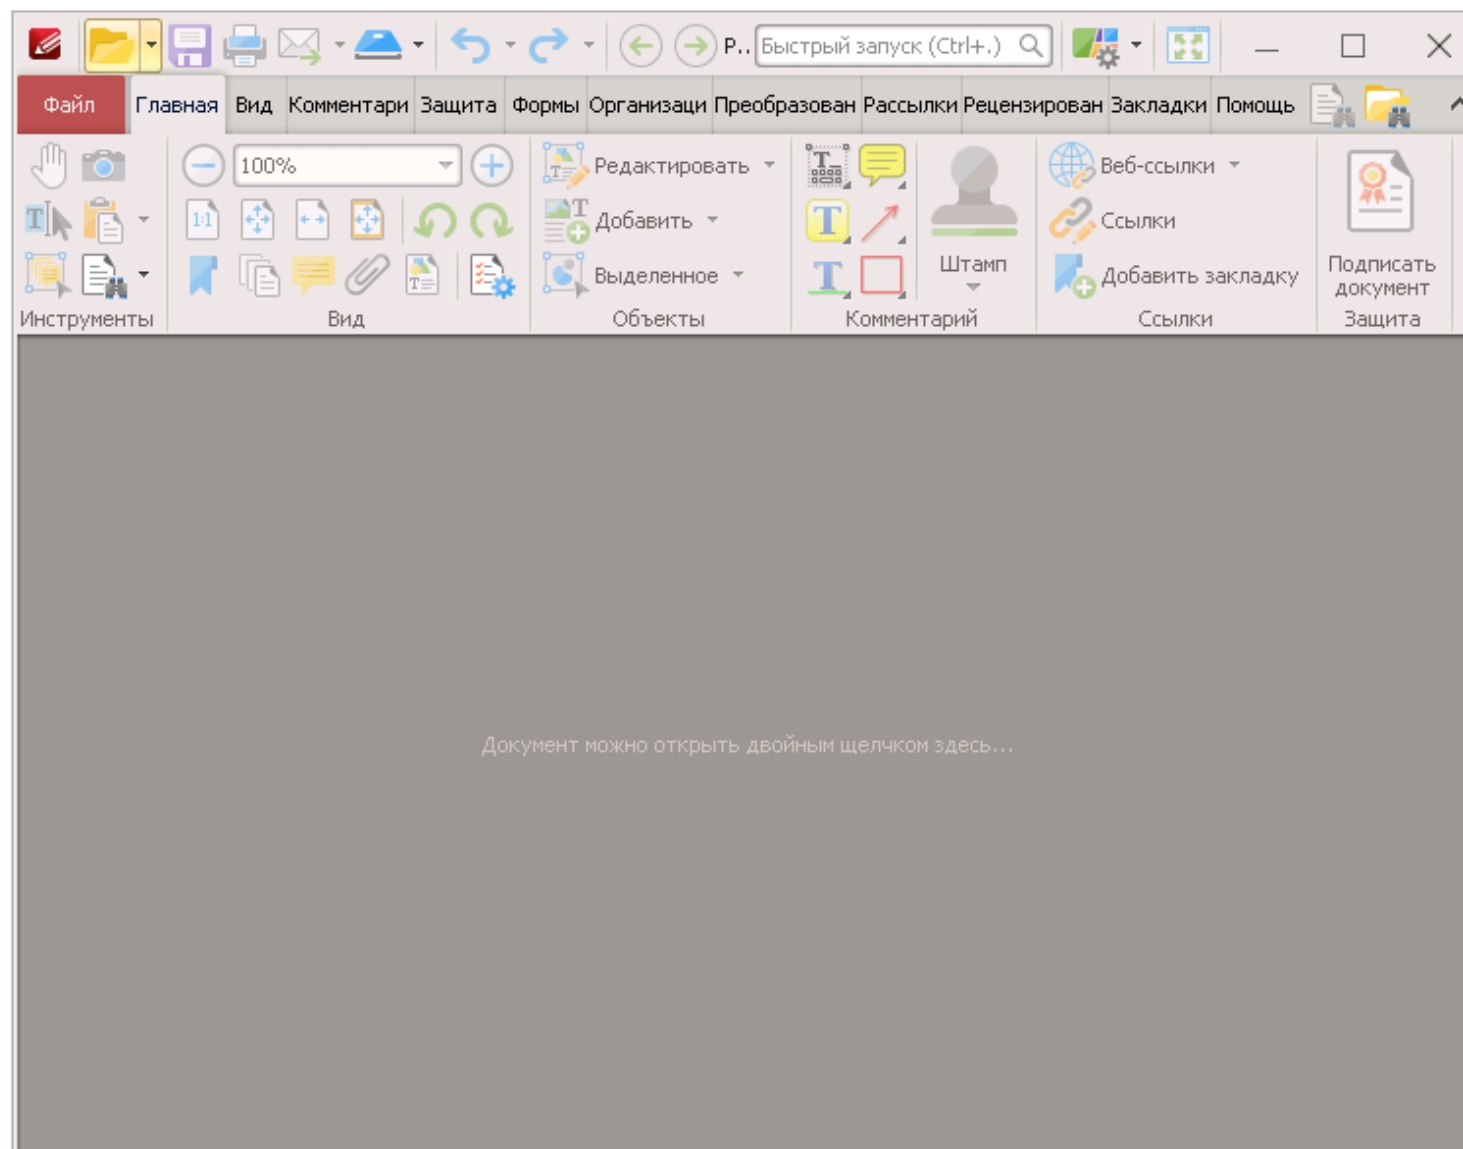 P.. Быстрый запуск (Ctrl+.)
Файл Главная Вид Комментари Защита Формы Организаци Преобразован Рассылки Рецензирован Закладки Помощь
100% Редактировать Веб-ссылки
1:1 Добавить Ссылки
Выделенное Штамп Добавить закладку Подписать
документ
Инструменты Вид Объекты Комментарий Ссылки Защита
Документ можно открыть двойным щелчком здесь...